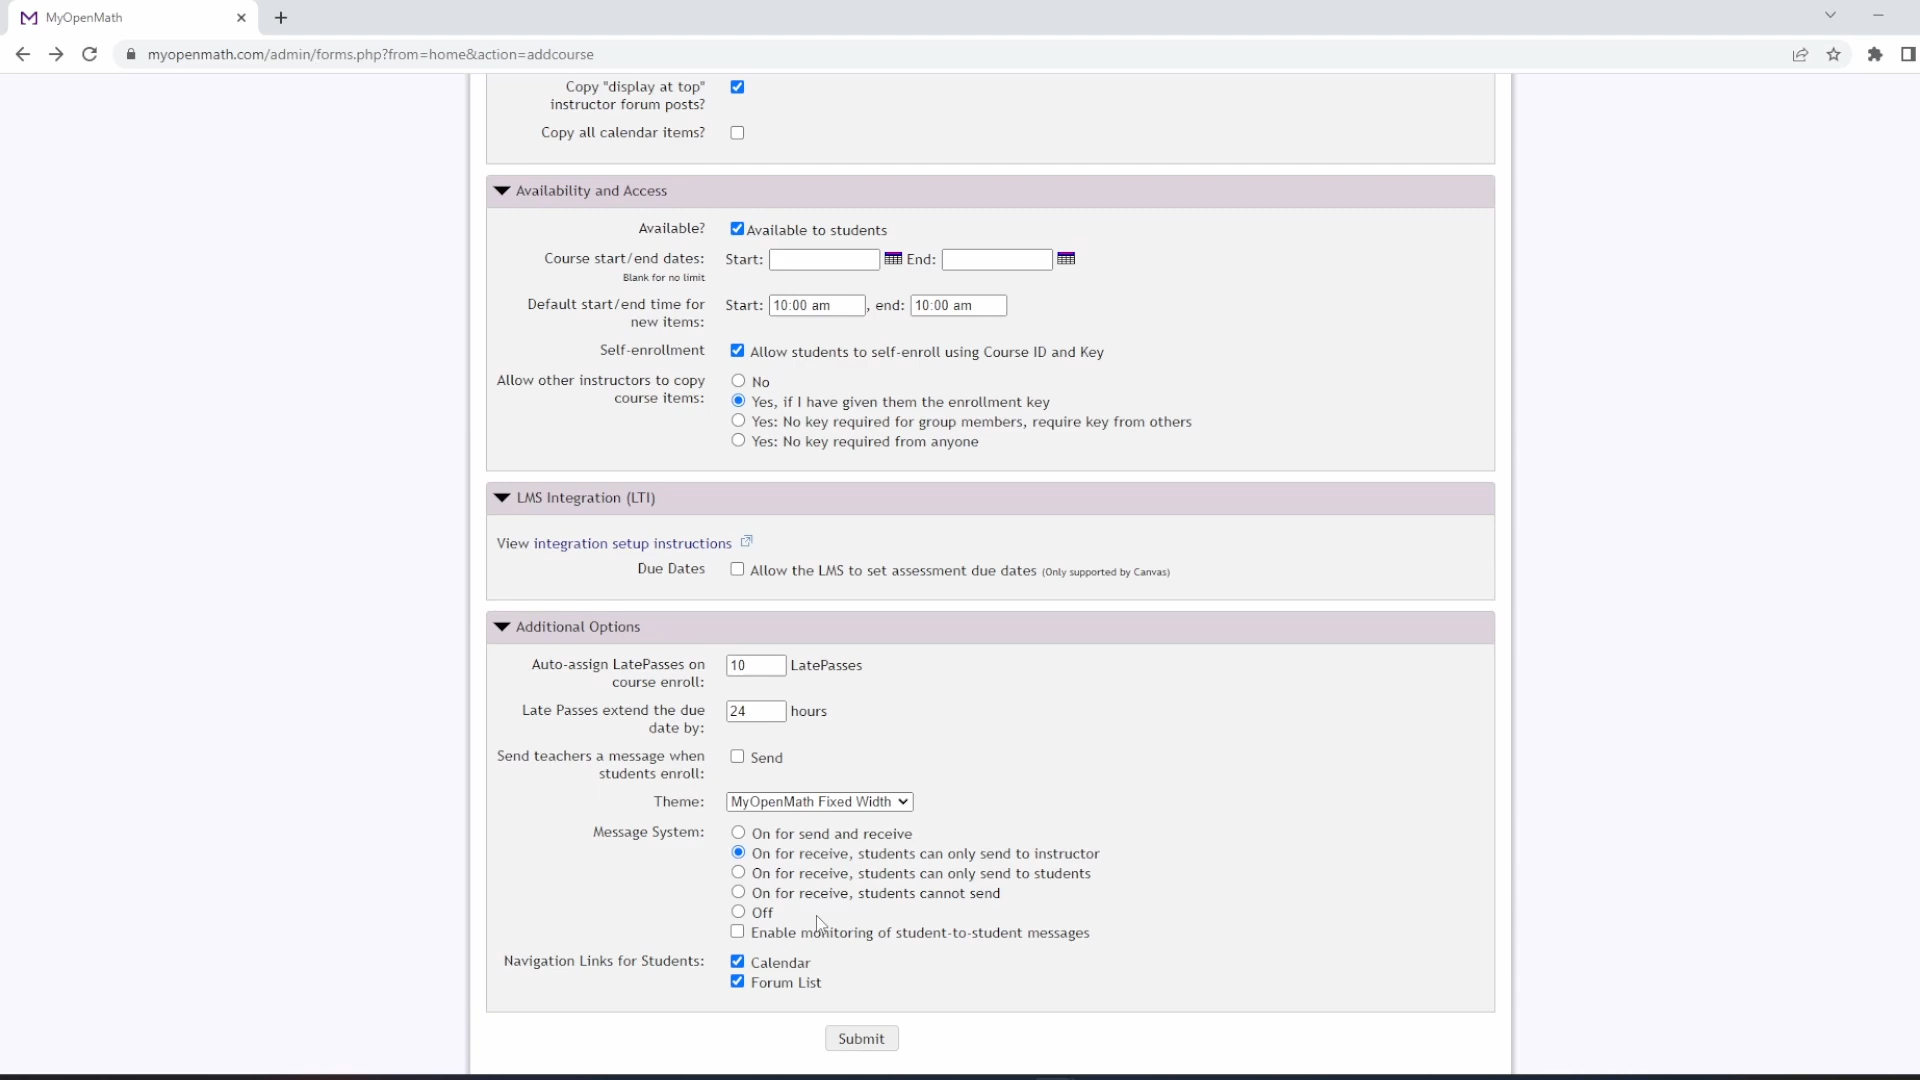 MyOpenMath
myopenmath.com/admin/forms.php?from=home&action=addcourse
Copy "display at top"
instructor forum posts?
Copy all calendar items?
Availability and Access
Available? Available to students
Course start/end dates: Start: End:
Blank for no limit
Default start/end time for Start: 10:00 am , end: 10:00 am
new items:
Self-enrollment Allow students to self-enroll using Course ID and Key
Allow other instructors to copy No
course items:
Yes, if I have given them the enrollment key
Yes: No key required for group members, require key from others
Yes: No key required from anyone
LMS Integration (LTI)
View integration setup instructions
Due Dates Allow the LMS to set assessment due dates (Only supported by Canvas)
Additional Options
Auto-assign LatePasses on 10 LatePasses
course enroll:
Late Passes extend the due 24 hours
date by:
Send teachers a message when Send
students enroll:
Theme: MyOpenMath Fixed Width
Message System: On for send and receive
On for receive, students can only send to instructor
On for receive, students can only send to students
On for receive, students cannot send
Off
Enable monitoring of student-to-student messages
Navigation Links for Students: Calendar
Forum List
Submit